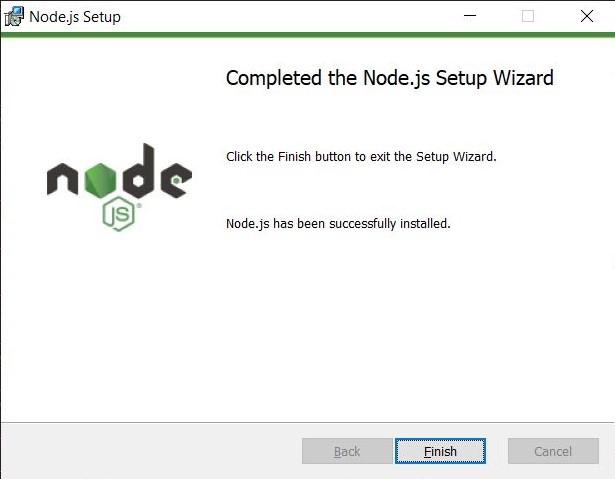 Node.js Setup
Completed the Node.js Setup Wizard
Click the Finish button to exit the Setup Wizard.
node
JS®
Node.js has been successfully installed.
Back
Finish
Cancel